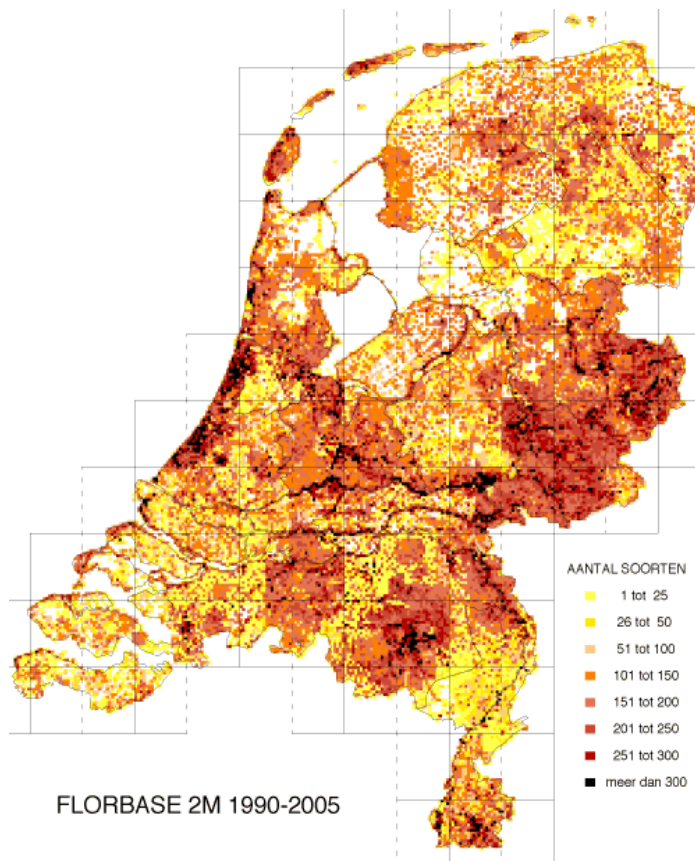 AANTAL SOORTEN
1 tot 25
26 tot 50
51 tot 100
101 tot 150
151 tot 200
201 tot 250
251 tot 300
meer dan 300
FLORBASE 2M 1990-2005